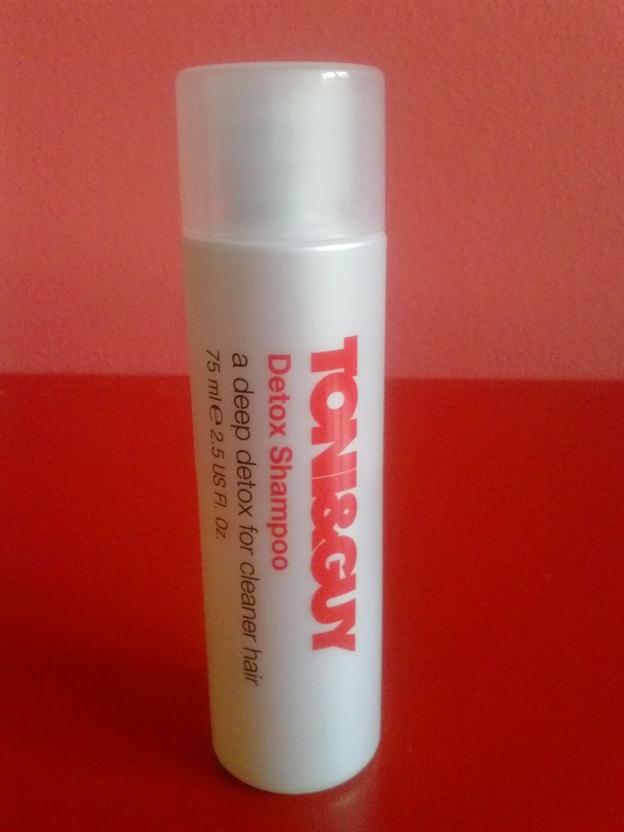 TONI&GUY
Detox Shampoo
a deep detox for cleaner hair
75 ml ℮ 2.5 US Fl. Oz.